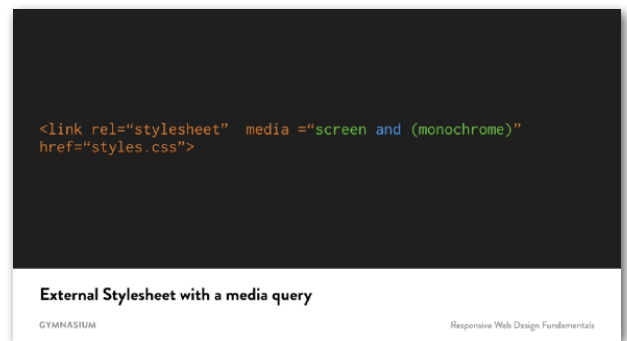 <link rel=“stylesheet”  media =“screen and (monochrome)”
href=“styles.css”>
External Stylesheet with a media query
GYMNASIUM
Responsive Web Design Fundamentals